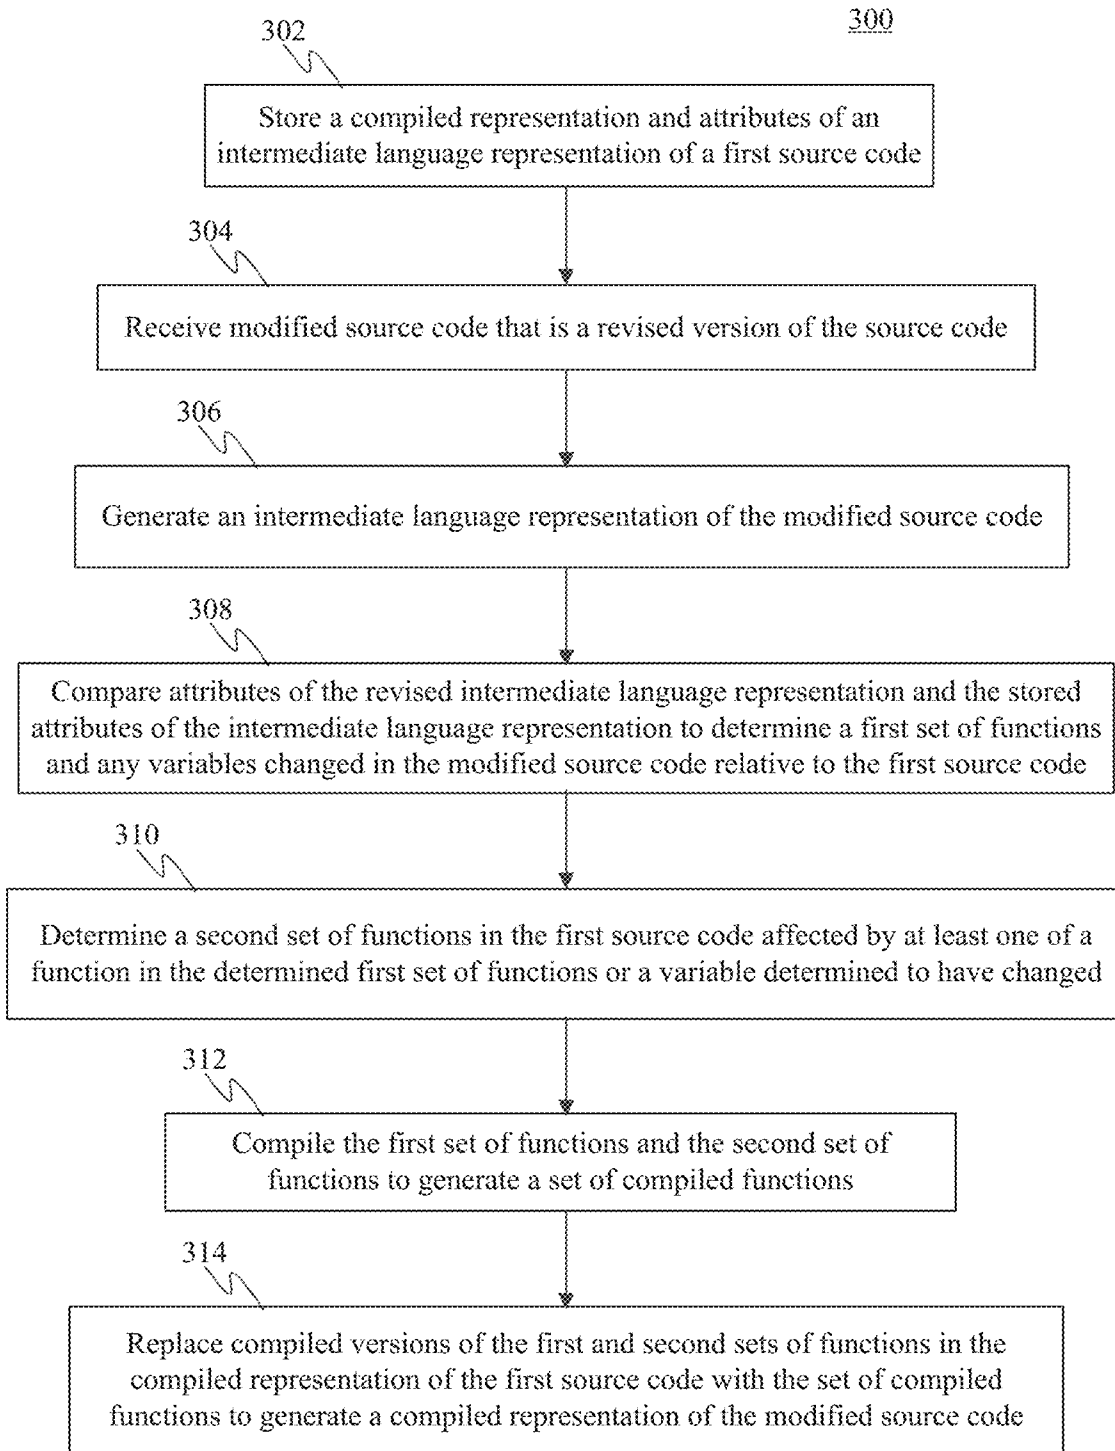 300
302
Store a compiled representation and attributes of an
intermediate language representation of a first source code
304
Receive modified source code that is a revised version of the source code
306
Generate an intermediate language representation of the modified source code
308
Compare attributes of the revised intermediate language representation and the stored
attributes of the intermediate language representation to determine a first set of functions
and any variables changed in the modified source code relative to the first source code
310
Determine a second set of functions in the first source code affected by at least one of a
function in the determined first set of functions or a variable determined to have changed
312
Compile the first set of functions and the second set of
functions to generate a set of compiled functions
314
Replace compiled versions of the first and second sets of functions in the
compiled representation of the first source code with the set of compiled
functions to generate a compiled representation of the modified source code